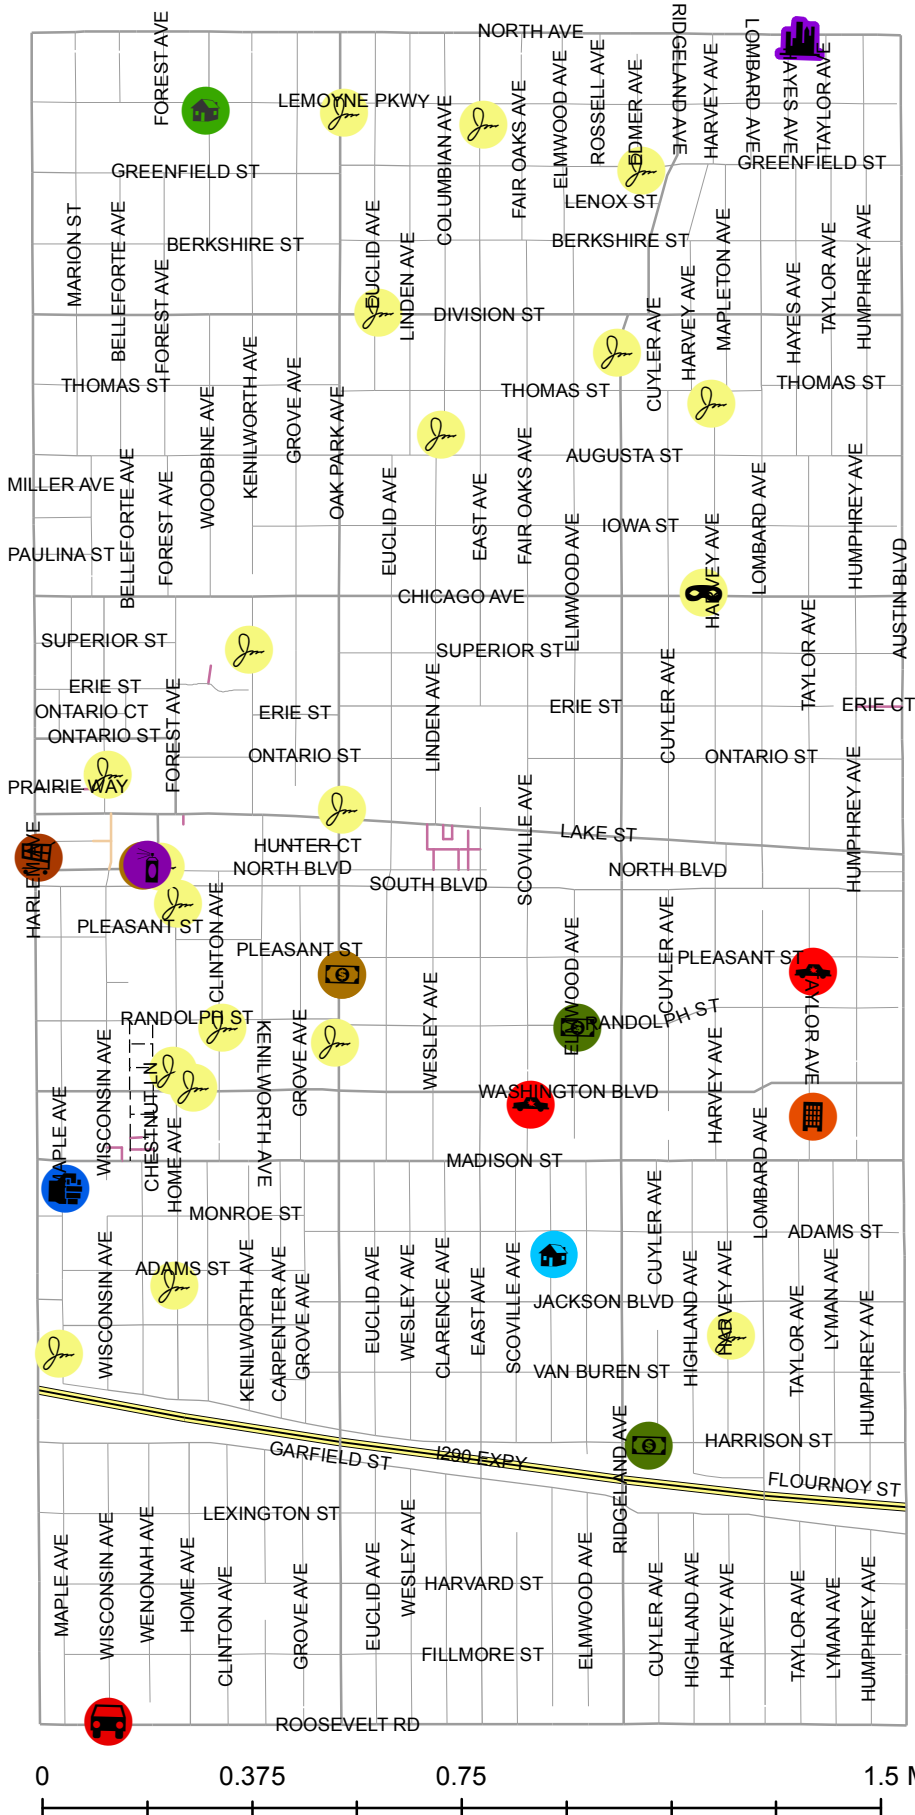 NORTH AVE
FOREST AVE
RIDGELAND AVE
LOMBARD AVE
HARVEY AVE
HAYES AVE
TAYLOR AVE
ROSSELL AVE
ELMWOOD AVE
FAIR OAKS AVE
COLUMBIAN AVE
LEMOYNE PKWY
GREENFIELD ST
GREENFIELD ST
LENOX ST
BERKSHIRE ST
BERKSHIRE ST
MARION ST
BELLEFORTE AVE
FOREST AVE
EUCLID AVE
LINDEN AVE
DIVISION ST
CUYLER AVE
HARVEY AVE
MAPLETON AVE
HAYES AVE
TAYLOR AVE
HUMPHREY AVE
THOMAS ST
THOMAS ST
THOMAS ST
WOODBINE AVE
KENILWORTH AVE
GROVE AVE
OAK PARK AVE
AUGUSTA ST
MILLER AVE
BELLEFORTE AVE
FOREST AVE
EUCLID AVE
EAST AVE
FAIR OAKS AVE
ELMWOOD AVE
IOWA ST
HARVEY AVE
LOMBARD AVE
HUMPHREY AVE
AUSTIN BLVD
PAULINA ST
CHICAGO AVE
SUPERIOR ST
SUPERIOR ST
ERIE ST
ONTARIO CT
ONTARIO ST
FOREST AVE
ERIE ST
ONTARIO ST
LINDEN AVE
ERIE ST
CUYLER AVE
TAYLOR AVE
ERIE CT
ONTARIO ST
PRAIRIE WAY
HUMPHREY AVE
SCOVILLE AVE
LAKE ST
HARLEM AVE
HUNTER CT
NORTH BLVD
SOUTH BLVD
NORTH BLVD
PLEASANT ST
CLINTON AVE
PLEASANT ST
ELMWOOD AVE
CUYLER AVE
PLEASANT ST
TAYLOR AVE
RANDOLPH ST
RANDOLPH ST
WISCONSIN AVE
KENILWORTH AVE
GROVE AVE
WESLEY AVE
WASHINGTON BLVD
HARVEY AVE
MAPLE AVE
CHESTNUT LN
HOME AVE
MADISON ST
LOMBARD AVE
MONROE ST
CUYLER AVE
ADAMS ST
ADAMS ST
WISCONSIN AVE
KENILWORTH AVE
CARPENTER AVE
GROVE AVE
EUCLID AVE
WESLEY AVE
CLARENCE AVE
EAST AVE
SCOVILLE AVE
JACKSON BLVD
HIGHLAND AVE
HARVEY AVE
TAYLOR AVE
LYMAN AVE
HUMPHREY AVE
VAN BUREN ST
RIDGELAND AVE
HARRISON ST
GARFIELD ST
I290 EXPY
FLOURNOY ST
LEXINGTON ST
MAPLE AVE
WISCONSIN AVE
WENONAH AVE
HOME AVE
CLINTON AVE
GROVE AVE
EUCLID AVE
WESLEY AVE
HARVARD ST
ELMWOOD AVE
CUYLER AVE
HIGHLAND AVE
HARVEY AVE
TAYLOR AVE
LYMAN AVE
HUMPHREY AVE
FILLMORE ST
ROOSEVELT RD
0 0.375 0.75 1.5 M